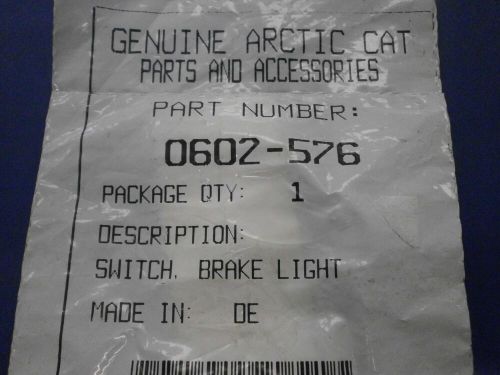 GENUINE ARCTIC CAT
PARTS AND ACCESSORIES
PART NUMBER:
0602-576
PACKAGE QTY: 1
DESCRIPTION:
SWITCH, BRAKE LIGHT
MADE IN: DE